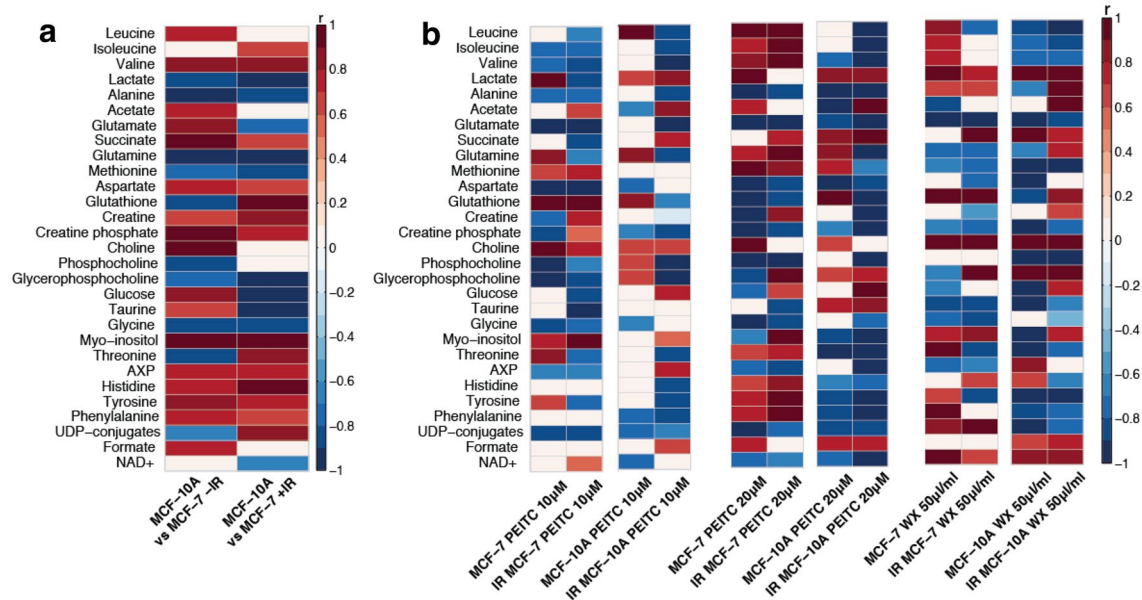 a
Leucine
Isoleucine
Valine
Lactate
Alanine
Acetate
Glutamate
Succinate
Glutamine
Methionine
Aspartate
Glutathione
Creatine
Creatine phosphate
Choline
Phosphocholine
Glycerophosphocholine
Glucose
Taurine
Glycine
Myo−inositol
Threonine
AXP
Histidine
Tyrosine
Phenylalanine
UDP−conjugates
Formate
NAD+
MCF−10A
vs MCF−7 −IR
MCF−10A
vs MCF−7 +IR
r
1
0.8
0.6
0.4
0.2
0
−0.2
−0.4
−0.6
−0.8
−1
b
Leucine
Isoleucine
Valine
Lactate
Alanine
Acetate
Glutamate
Succinate
Glutamine
Methionine
Aspartate
Glutathione
Creatine
Creatine phosphate
Choline
Phosphocholine
Glycerophosphocholine
Glucose
Taurine
Glycine
Myo−inositol
Threonine
AXP
Histidine
Tyrosine
Phenylalanine
UDP−conjugates
Formate
NAD+
MCF−7 PEITC 10µM
IR MCF−7 PEITC 10µM
MCF−10A PEITC 10µM
IR MCF−10A PEITC 10µM
MCF−7 PEITC 20µM
IR MCF−7 PEITC 20µM
MCF−10A PEITC 20µM
IR MCF−10A PEITC 20µM
MCF−7 WX 50µl/ml
IR MCF−7 WX 50µl/ml
MCF−10A WX 50µl/ml
IR MCF−10A WX 50µl/ml
r
1
0.8
0.6
0.4
0.2
0
−0.2
−0.4
−0.6
−0.8
−1